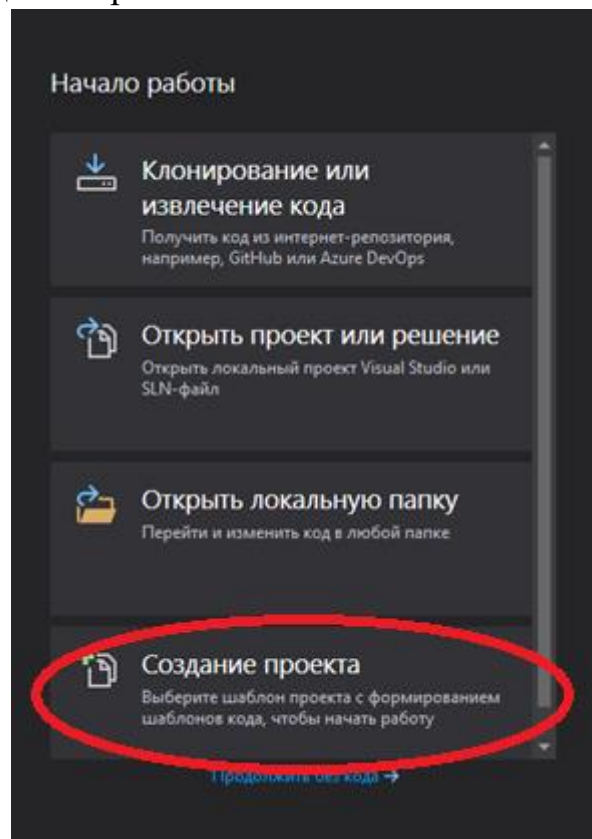 Начало работы
Клонирование или
извлечение кода
Получить код из интернет-репозитория,
например, GitHub или Azure DevOps
Открыть проект или решение
Открыть локальный проект Visual Studio или
SLN-файл
Открыть локальную папку
Перейти и изменить код в любой папке
Создание проекта
Выберите шаблон проекта с формированием
шаблонов кода, чтобы начать работу
Продолжить без кода →